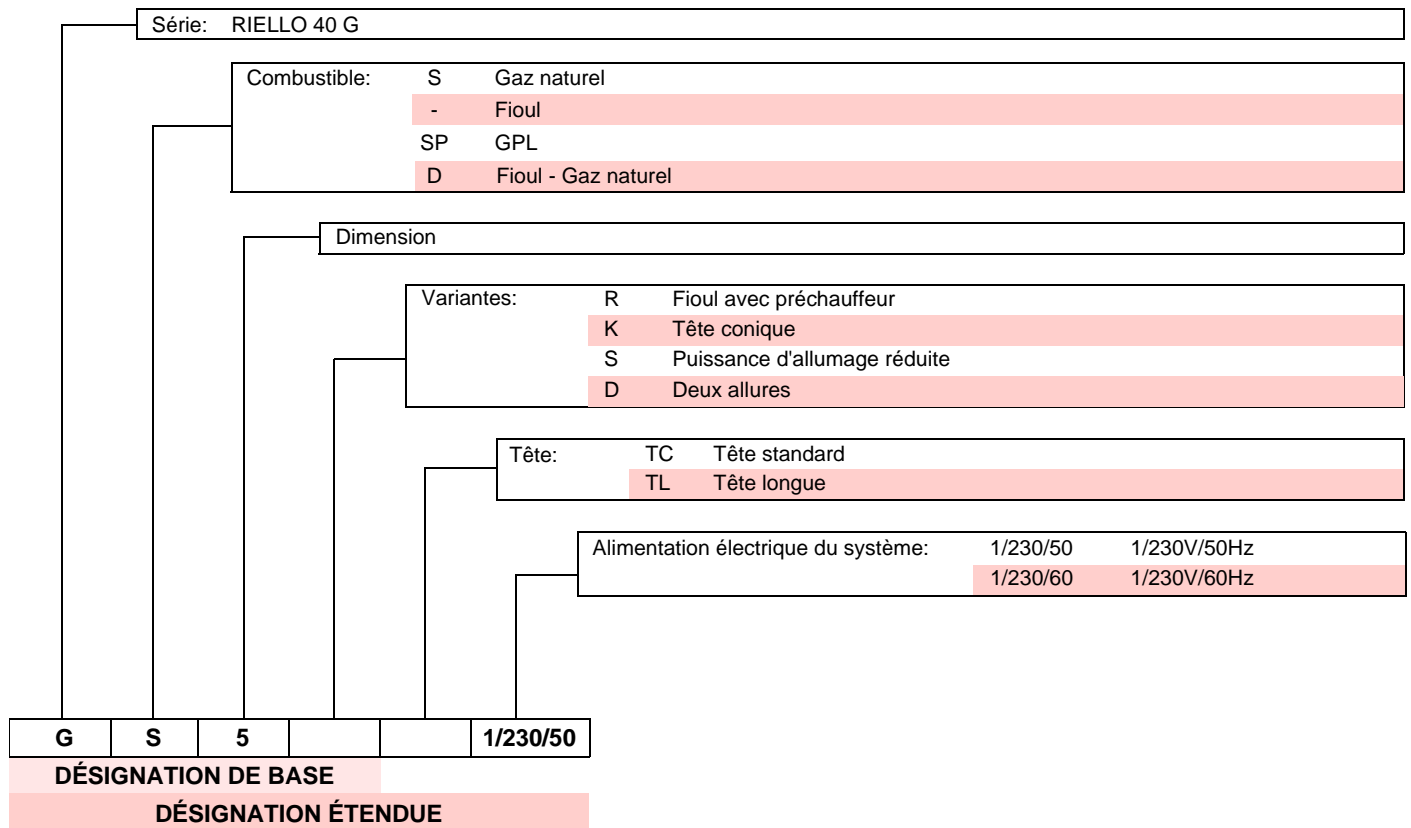 Série: RIELLO 40 G
Combustible: S Gaz naturel
- Fioul
SP GPL
D Fioul - Gaz naturel
Dimension
Variantes: R Fioul avec préchauffeur
K Tête conique
S Puissance d'allumage réduite
D Deux allures
Tête: TC Tête standard
TL Tête longue
Alimentation électrique du système: 1/230/50 1/230V/50Hz
1/230/60 1/230V/60Hz
G S 5 1/230/50
DÉSIGNATION DE BASE
DÉSIGNATION ÉTENDUE